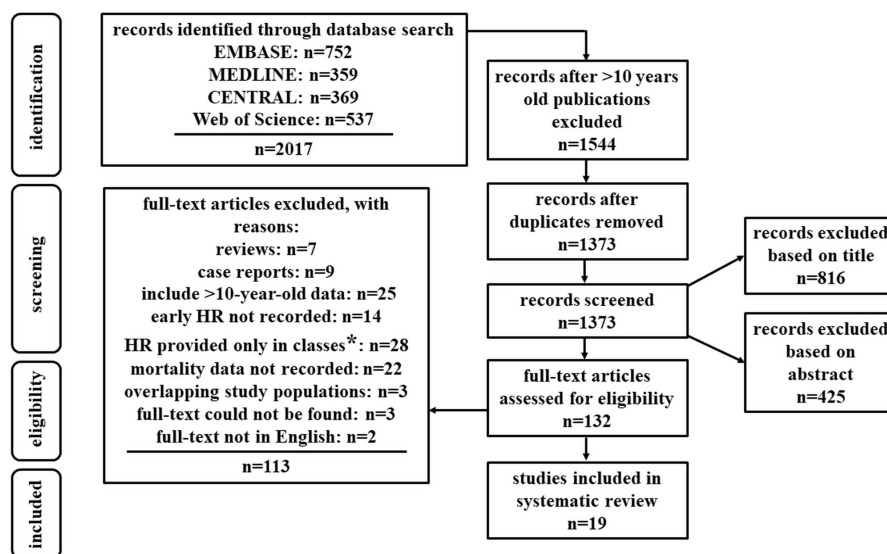 identification
records identified through database search
EMBASE: n=752
MEDLINE: n=359
CENTRAL: n=369
Web of Science: n=537
n=2017
records after >10 years
old publications
excluded
n=1544
screening
records after
duplicates removed
n=1373
records screened
n=1373
records excluded
based on title
n=816
records excluded
based on
abstract
n=425
eligibility
full-text articles
assessed for eligibility
n=132
full-text articles excluded, with
reasons:
reviews: n=7
case reports: n=9
include >10-year-old data: n=25
early HR not recorded: n=14
HR provided only in classes*: n=28
mortality data not recorded: n=22
overlapping study populations: n=3
full-text could not be found: n=3
full-text not in English: n=2
n=113
included
studies included in
systematic review
n=19